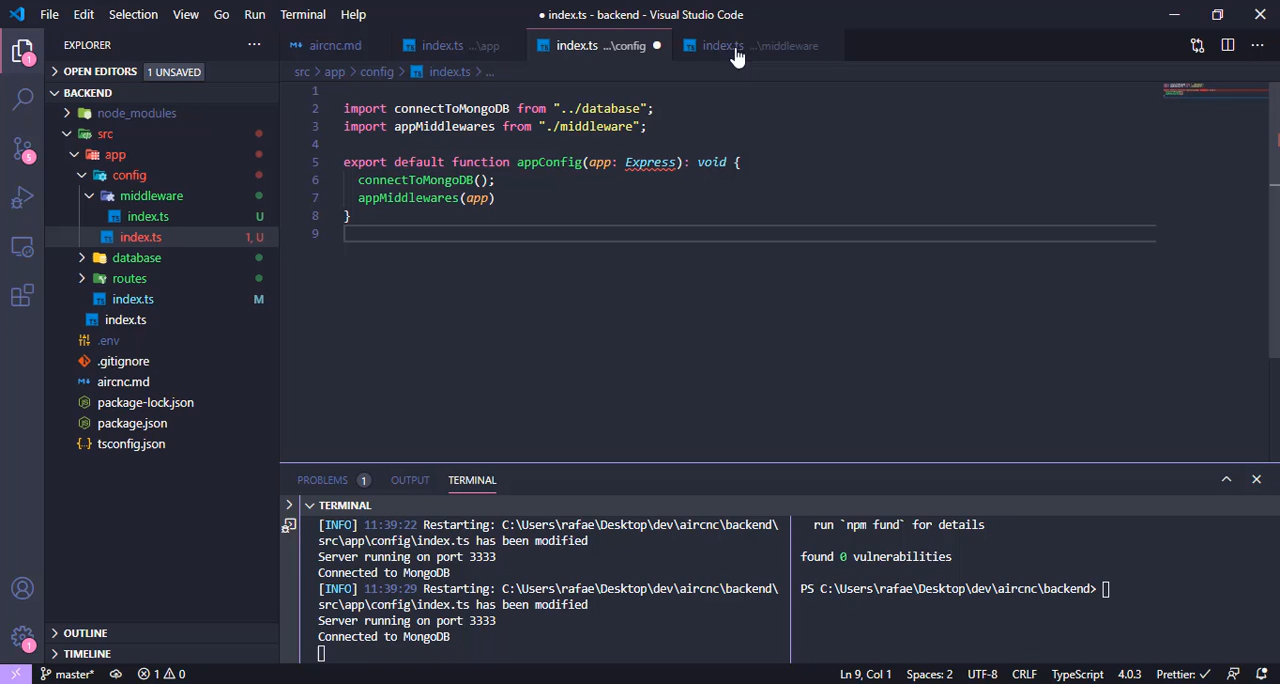 File Edit Selection View Go Run Terminal Help
● index.ts - backend - Visual Studio Code
EXPLORER
aircnc.md
index.ts ...\app
index.ts ...\config
index.ts ...\middleware
OPEN EDITORS 1 UNSAVED
src > app > config > index.ts > ...
BACKEND
node_modules
src
app
config
middleware
index.ts U
index.ts 1, U
database
routes
index.ts M
index.ts
.env
.gitignore
aircnc.md
package-lock.json
package.json
tsconfig.json
OUTLINE
TIMELINE
1
2 import connectToMongoDB from "../database";
3 import appMiddlewares from "./middleware";
4
5 export default function appConfig(app: Express): void {
6 connectToMongoDB();
7 appMiddlewares(app)
8 }
9
PROBLEMS 1 OUTPUT TERMINAL
TERMINAL
[INFO] 11:39:22 Restarting: C:\Users\rafae\Desktop\dev\aircnc\backend\
src\app\config\index.ts has been modified
Server running on port 3333
Connected to MongoDB
[INFO] 11:39:29 Restarting: C:\Users\rafae\Desktop\dev\aircnc\backend\
src\app\config\index.ts has been modified
Server running on port 3333
Connected to MongoDB
run `npm fund` for details
found 0 vulnerabilities
PS C:\Users\rafae\Desktop\dev\aircnc\backend>
1
5
1
master* 1 0
Ln 9, Col 1 Spaces: 2 UTF-8 CRLF TypeScript 4.0.3 Prettier: ✓